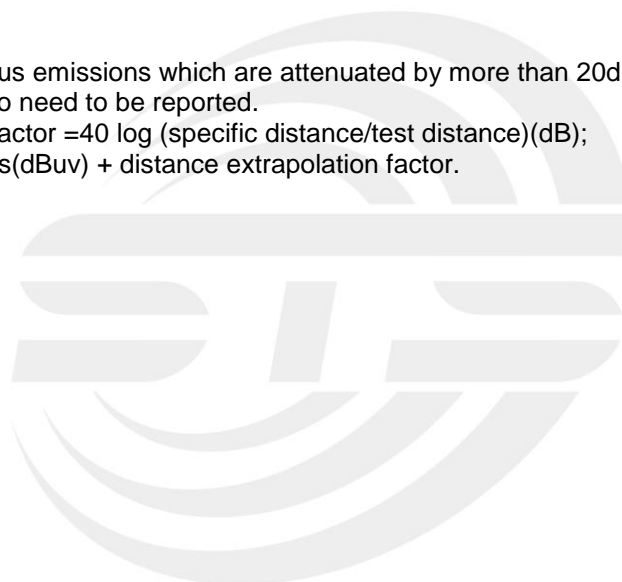 us emissions which are attenuated by more than 20d
o need to be reported.
actor =40 log (specific distance/test distance)(dB);
s(dBuv) + distance extrapolation factor.
STS